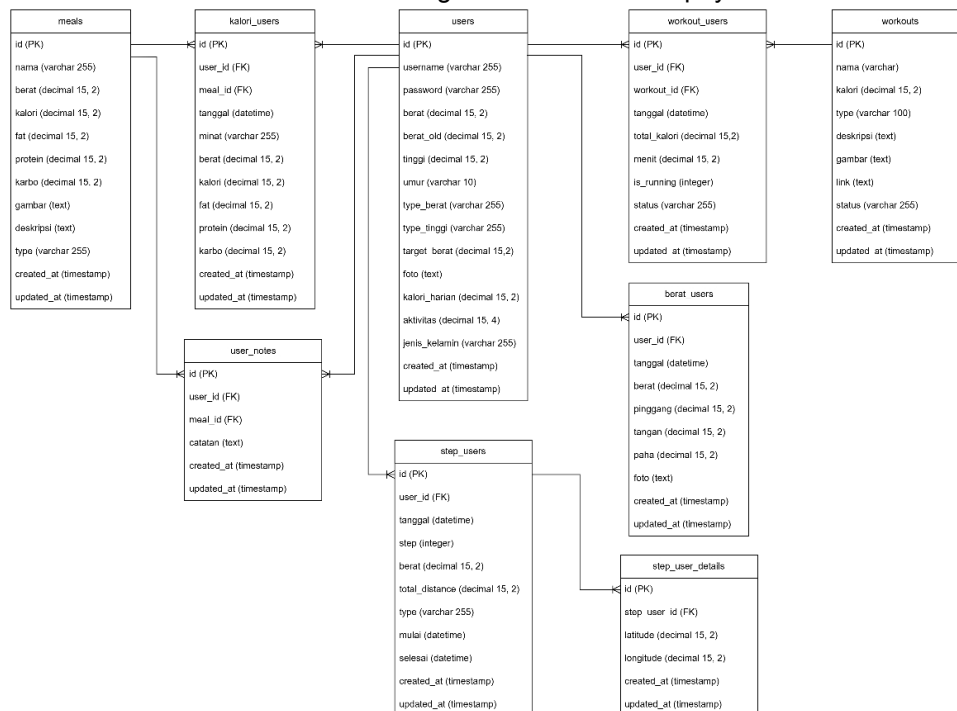 meals
id (PK)
nama (varchar 255)
berat (decimal 15, 2)
kalori (decimal 15, 2)
fat (decimal 15, 2)
protein (decimal 15, 2)
karbo (decimal 15, 2)
gambar (text)
deskripsi (text)
type (varchar 255)
created_at (timestamp)
updated_at (timestamp)
kalori_users
id (PK)
user_id (FK)
meal_id (FK)
tanggal (datetime)
minat (varchar 255)
berat (decimal 15, 2)
kalori (decimal 15, 2)
fat (decimal 15, 2)
protein (decimal 15, 2)
karbo (decimal 15, 2)
created_at (timestamp)
updated_at (timestamp)
users
id (PK)
username (varchar 255)
password (varchar 255)
berat (decimal 15, 2)
berat_old (decimal 15, 2)
tinggi (decimal 15, 2)
umur (varchar 10)
type_berat (varchar 255)
type_tinggi (varchar 255)
target_berat (decimal 15,2)
foto (text)
kalori_harian (decimal 15, 2)
aktivitas (decimal 15, 4)
jenis_kelamin (varchar 255)
created_at (timestamp)
updated_at (timestamp)
workout_users
id (PK)
user_id (FK)
workout_id (FK)
tanggal (datetime)
total_kalori (decimal 15,2)
menit (decimal 15, 2)
is_running (integer)
status (varchar 255)
created_at (timestamp)
updated_at (timestamp)
workouts
id (PK)
nama (varchar)
kalori (decimal 15, 2)
type (varchar 100)
deskripsi (text)
gambar (text)
link (text)
status (varchar 255)
created_at (timestamp)
updated_at (timestamp)
user_notes
id (PK)
user_id (FK)
meal_id (FK)
catatan (text)
created_at (timestamp)
updated_at (timestamp)
berat_users
id (PK)
user_id (FK)
tanggal (datetime)
berat (decimal 15, 2)
pinggang (decimal 15, 2)
tangan (decimal 15, 2)
paha (decimal 15, 2)
foto (text)
created_at (timestamp)
updated_at (timestamp)
step_users
id (PK)
user_id (FK)
tanggal (datetime)
step (integer)
berat (decimal 15, 2)
total_distance (decimal 15, 2)
type (varchar 255)
mulai (datetime)
selesai (datetime)
created_at (timestamp)
updated_at (timestamp)
step_user_details
id (PK)
step_user_id (FK)
latitude (decimal 15, 2)
longitude (decimal 15, 2)
created_at (timestamp)
updated_at (timestamp)